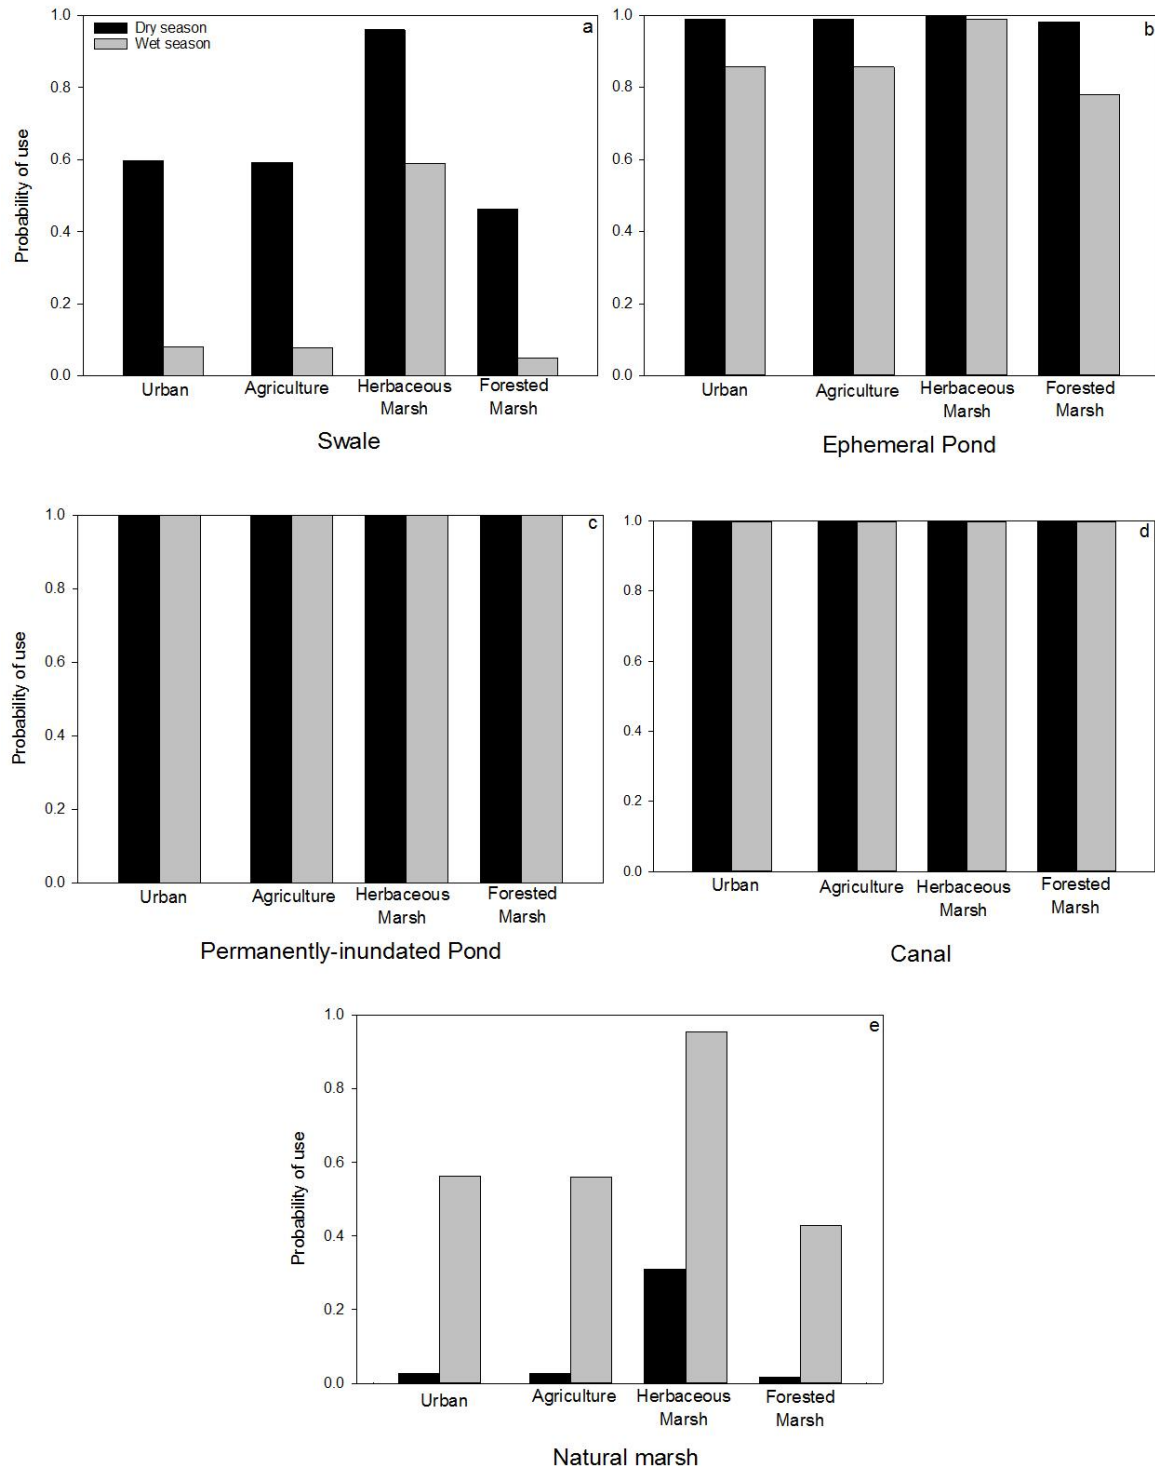 1.0
0.8
0.6
0.4
0.2
0.0
Probability of use
Dry season
Wet season
a
Urban
Agriculture
Herbaceous
Marsh
Forested
Marsh
Swale
1.0
0.8
0.6
0.4
0.2
0.0
b
Urban
Agriculture
Herbaceous
Marsh
Forested
Marsh
Ephemeral Pond
1.0
0.8
0.6
0.4
0.2
0.0
Probability of use
c
Urban
Agriculture
Herbaceous
Marsh
Forested
Marsh
Permanently-inundated Pond
1.0
0.8
0.6
0.4
0.2
0.0
d
Urban
Agriculture
Herbaceous
Marsh
Forested
Marsh
Canal
1.0
0.8
0.6
0.4
0.2
0.0
Probability of use
e
Urban
Agriculture
Herbaceous
Marsh
Forested
Marsh
Natural marsh